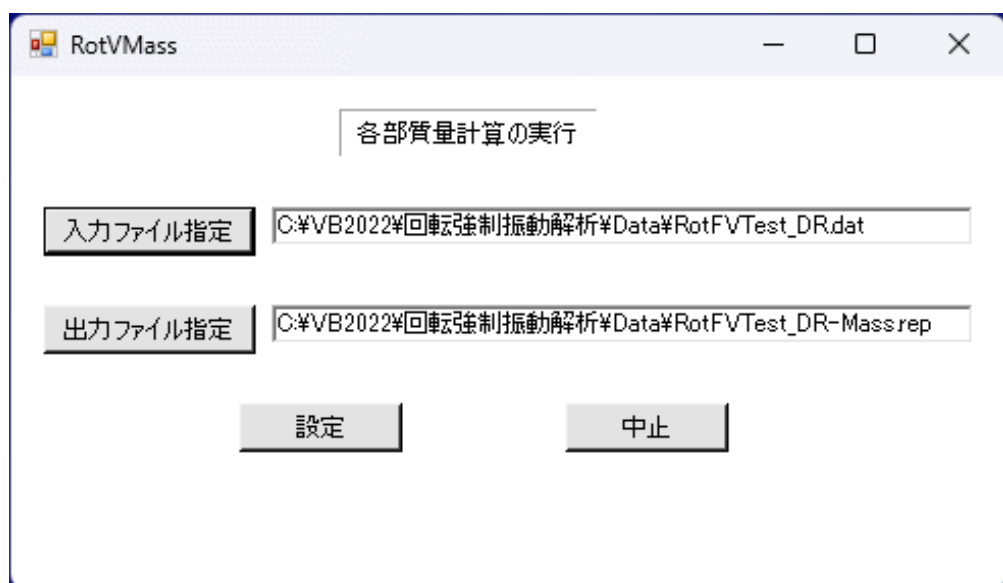 RotVMass
各部質量計算の実行
入力ファイル指定 C:¥VB2022¥回転強制振動解析¥Data¥RotFVTest_DR.dat
出力ファイル指定 C:¥VB2022¥回転強制振動解析¥Data¥RotFVTest_DR-Mass.rep
設定 中止